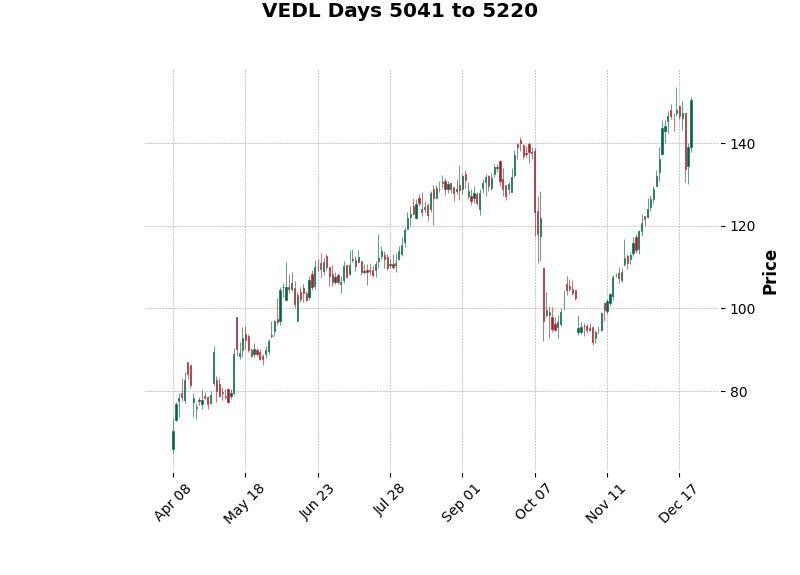 VEDL Days 5041 to 5220
140
120
100
80
Price
Apr 08
May 18
Jun 23
Jul 28
Sep 01
Oct 07
Nov 11
Dec 17